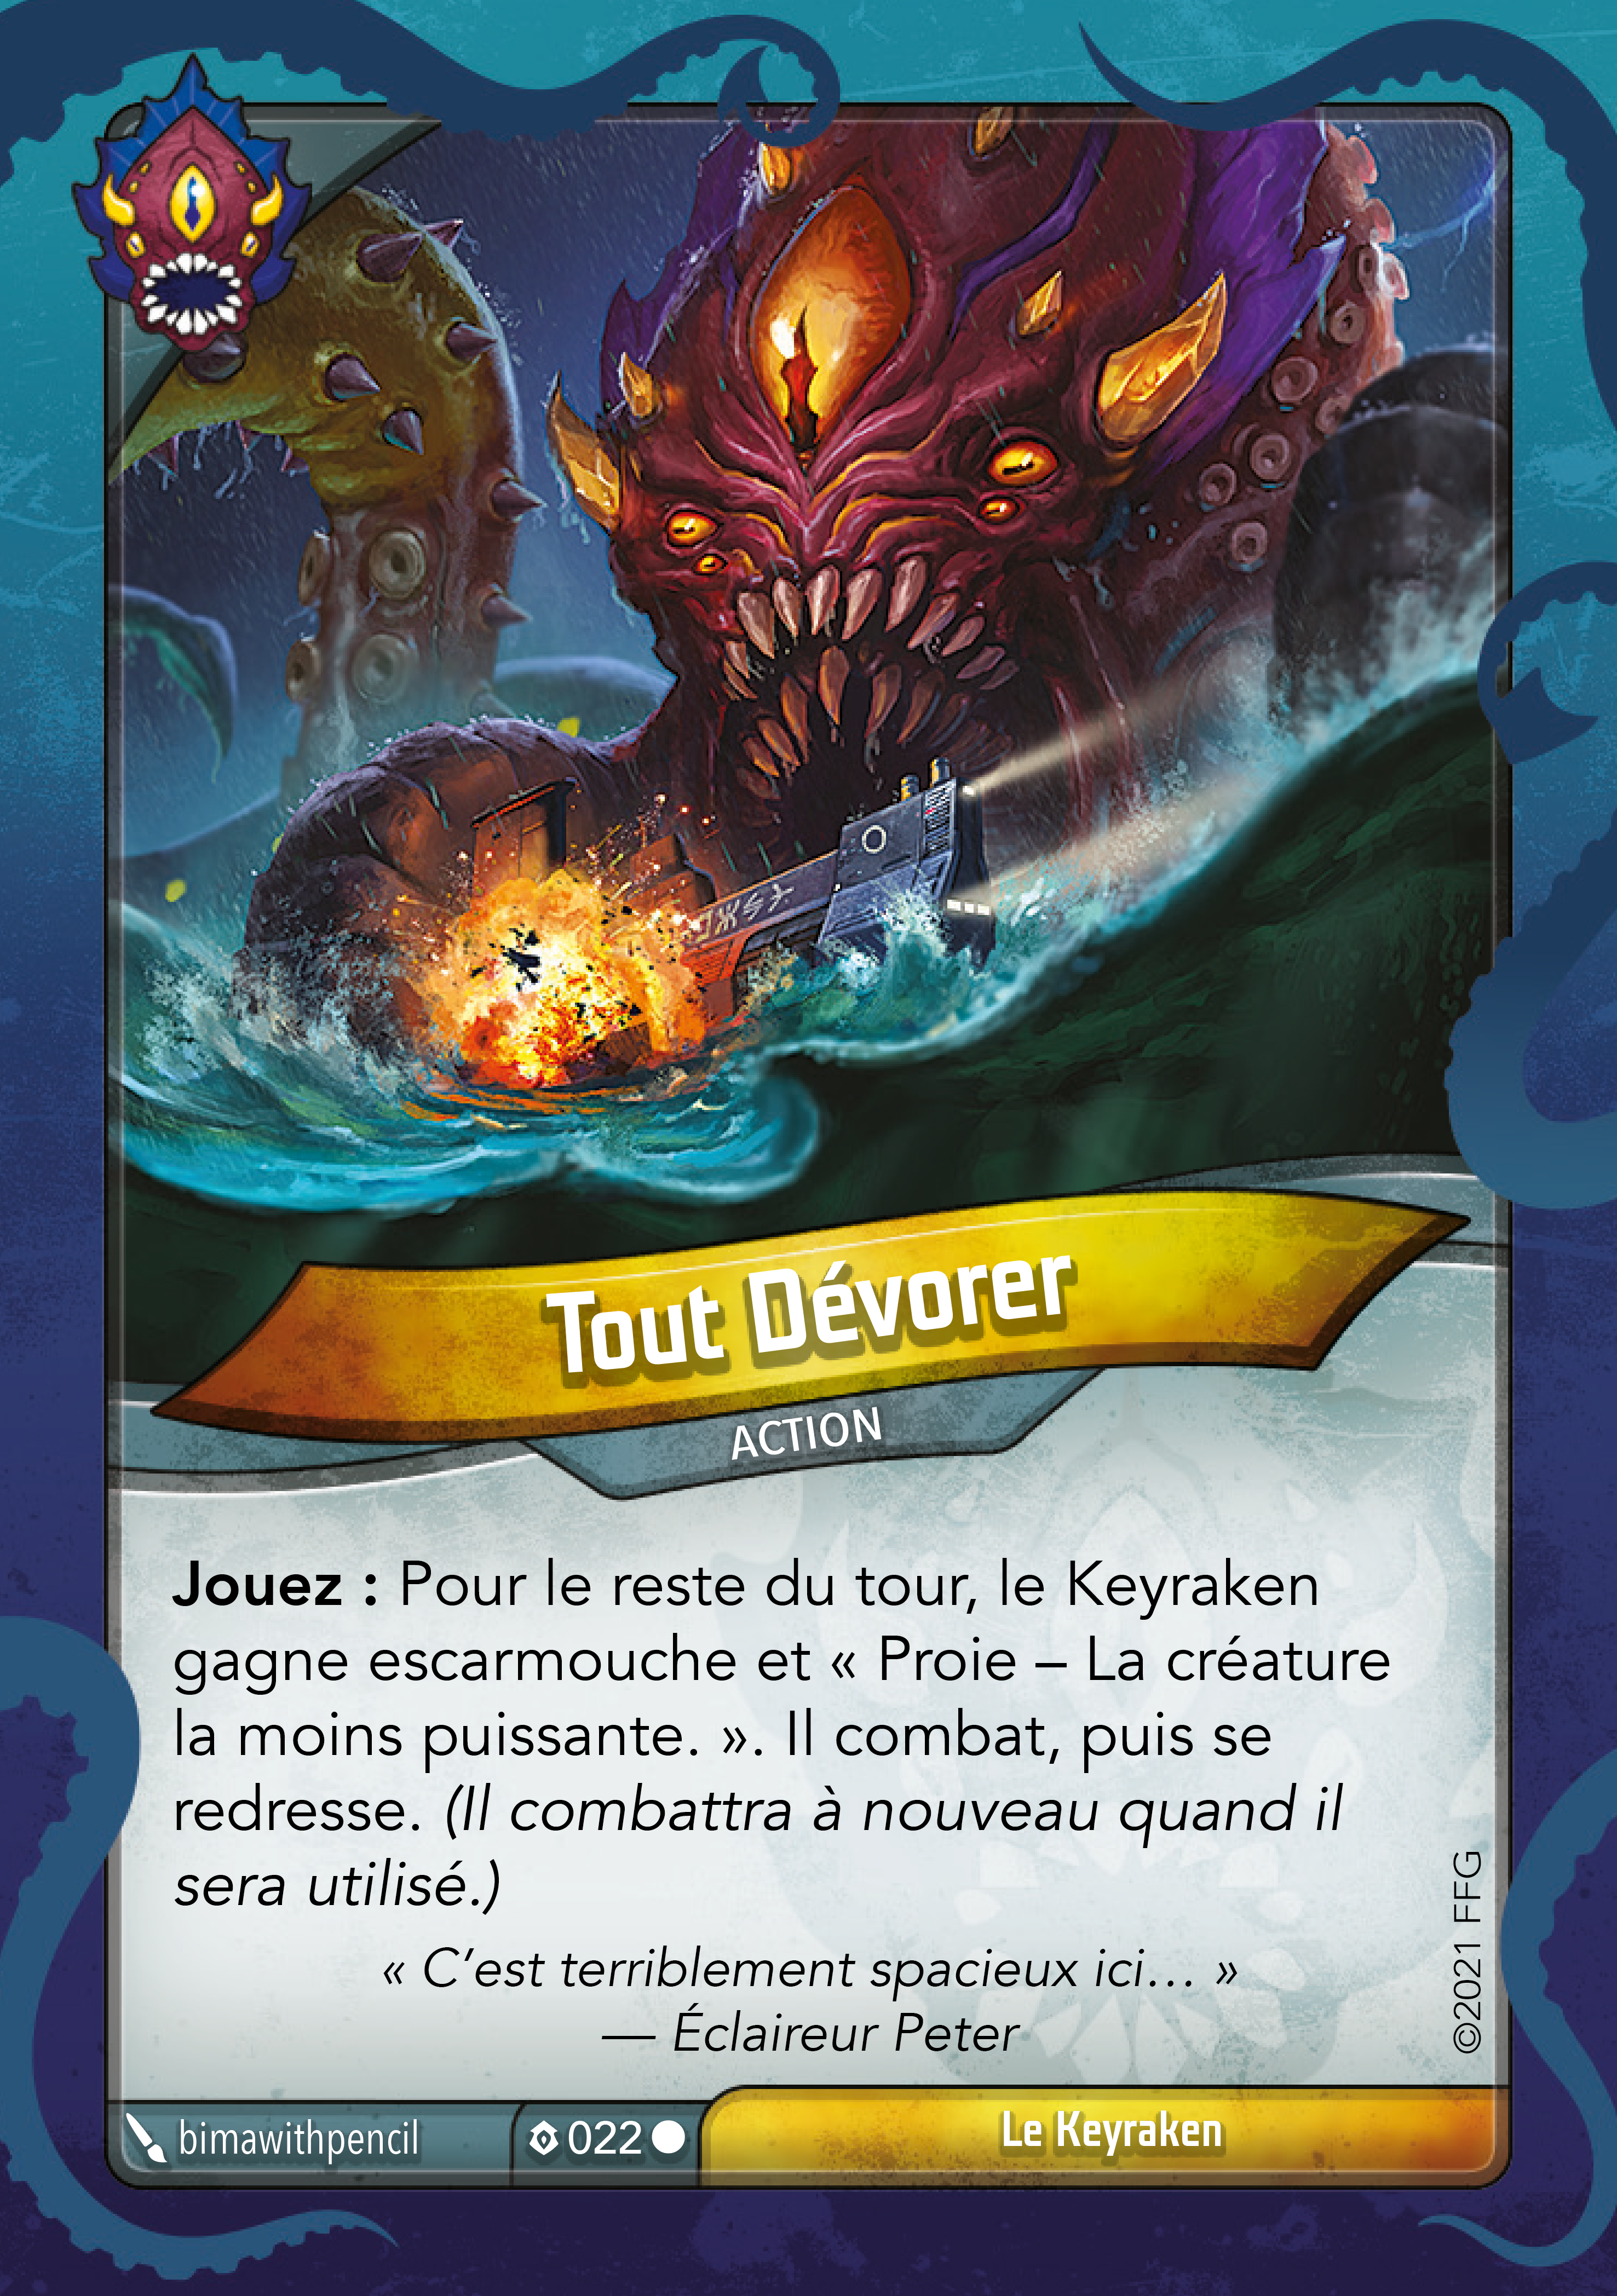 Tout Dévorer
ACTION
Jouez : Pour le reste du tour, le Keyraken
gagne escarmouche et « Proie – La créature
la moins puissante. ». Il combat, puis se
redresse. (Il combattra à nouveau quand il
sera utilisé.)
« C’est terriblement spacieux ici… »
— Éclaireur Peter
©2021 FFG
bimawithpencil
022
Le Keyraken